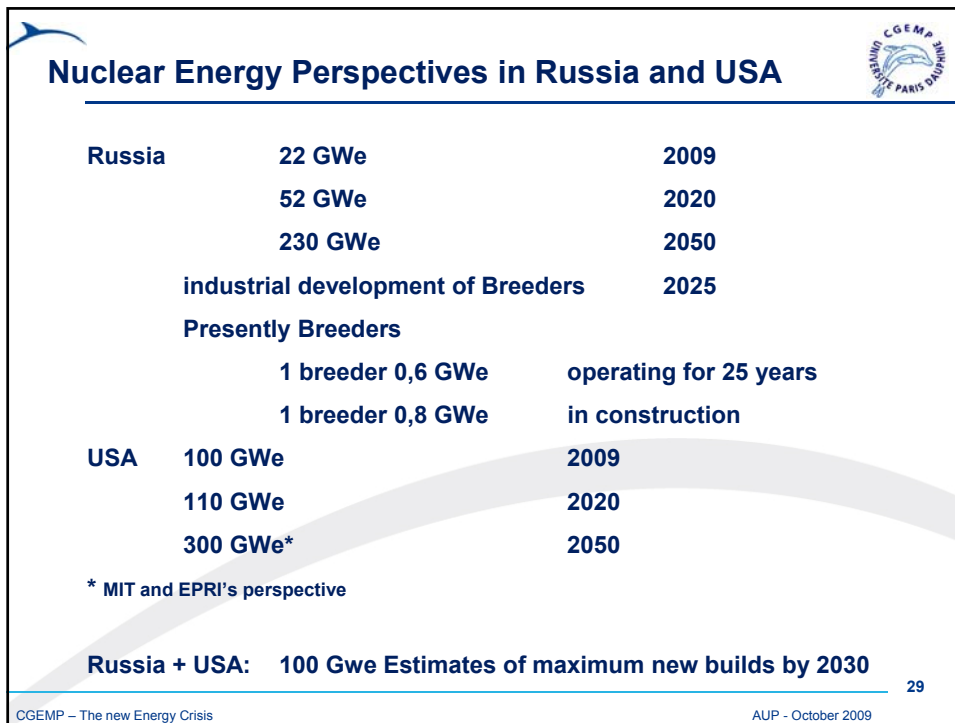 Nuclear Energy Perspectives in Russia and USA
CGEMP
UNIVERSITE PARIS DAUPHINE
Russia 22 GWe 2009
52 GWe 2020
230 GWe 2050
industrial development of Breeders 2025
Presently Breeders
1 breeder 0,6 GWe operating for 25 years
1 breeder 0,8 GWe in construction
USA 100 GWe 2009
110 GWe 2020
300 GWe* 2050
* MIT and EPRI's perspective
Russia + USA: 100 Gwe Estimates of maximum new builds by 2030
29
CGEMP – The new Energy Crisis AUP - October 2009